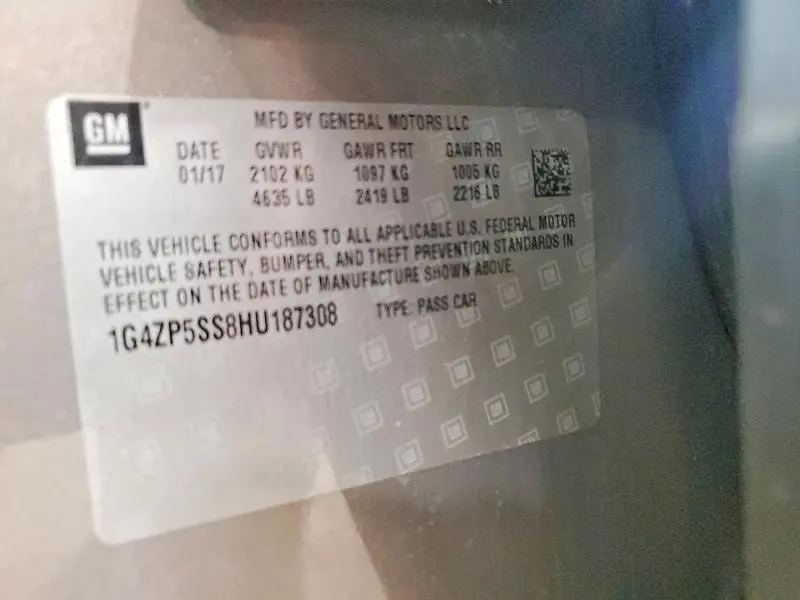 GM
MFD BY GENERAL MOTORS LLC
DATE GVWR GAWR FRT GAWR RR
01/17 2102 KG 1097 KG 1005 KG
4635 LB 2419 LB 2216 LB
THIS VEHICLE CONFORMS TO ALL APPLICABLE U.S. FEDERAL MOTOR
VEHICLE SAFETY, BUMPER, AND THEFT PREVENTION STANDARDS IN
EFFECT ON THE DATE OF MANUFACTURE SHOWN ABOVE.
1G4ZP5SS8HU187308 TYPE: PASS CAR